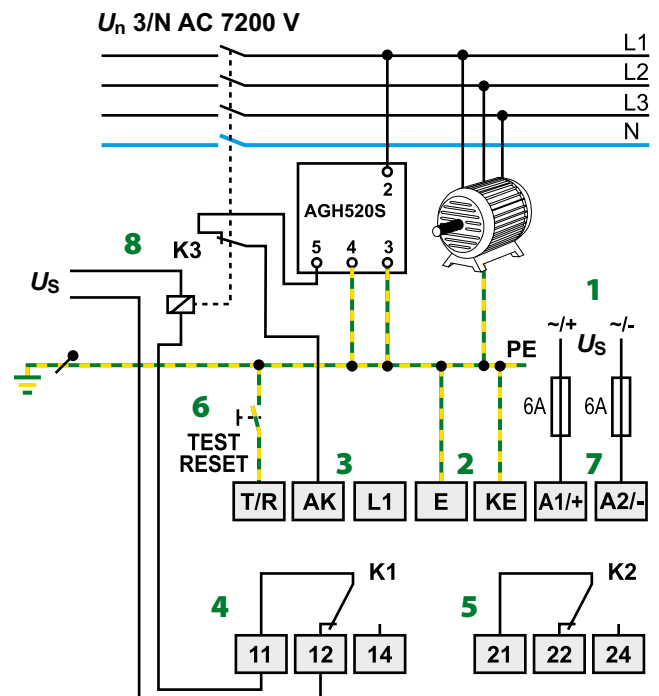 Un 3/N AC 7200 V
L1
L2
L3
N
2
AGH520S
5 4 3
8
K3
US
1
~/+ ~/-
US
PE
6A 6A
6
TEST
RESET
3 2 7
T/R AK L1 E KE A1/+ A2/-
K1 K2
4 5
11 12 14 21 22 24